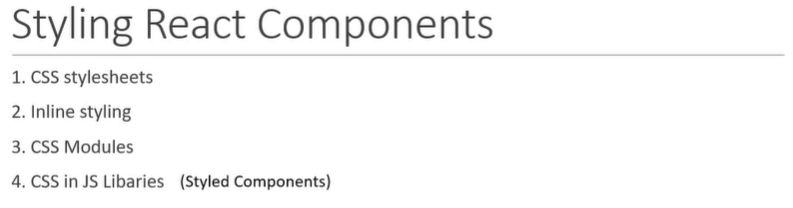 Styling React Components
1. CSS stylesheets
2. Inline styling
3. CSS Modules
4. CSS in JS Libaries (Styled Components)